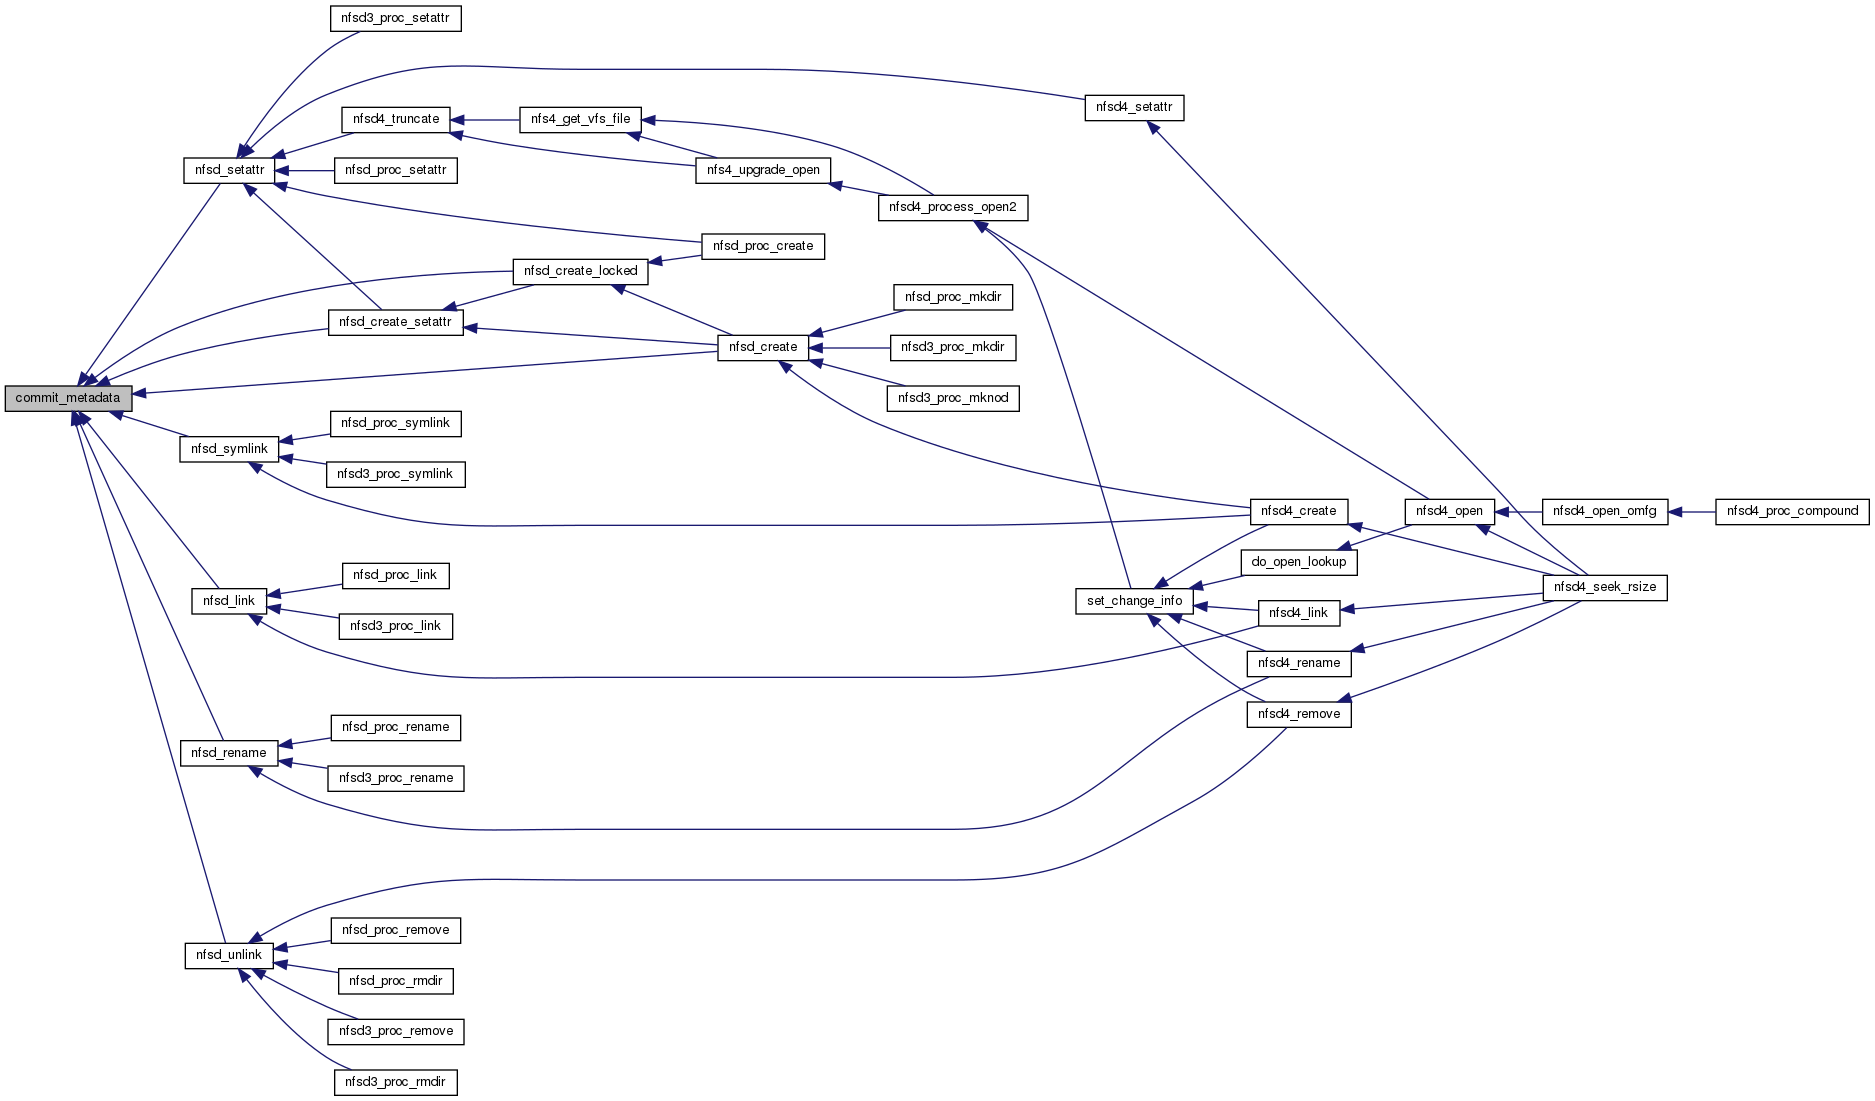 nfsd3_proc_setattr
nfsd4_setattr
nfsd4_truncate
nfs4_get_vfs_file
nfsd_setattr
nfsd_proc_setattr
nfs4_upgrade_open
nfsd4_process_open2
nfsd_proc_create
nfsd_create_locked
nfsd_proc_mkdir
nfsd_create_setattr
nfsd_create
nfsd3_proc_mkdir
commit_metadata
nfsd3_proc_mknod
nfsd_proc_symlink
nfsd_symlink
nfsd3_proc_symlink
nfsd4_create
nfsd4_open
nfsd4_open_omfg
nfsd4_proc_compound
do_open_lookup
nfsd_proc_link
nfsd4_seek_rsize
nfsd_link
set_change_info
nfsd4_link
nfsd3_proc_link
nfsd4_rename
nfsd4_remove
nfsd_proc_rename
nfsd_rename
nfsd3_proc_rename
nfsd_proc_remove
nfsd_unlink
nfsd_proc_rmdir
nfsd3_proc_remove
nfsd3_proc_rmdir